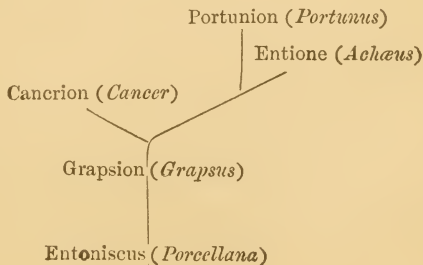 Portunion (Portunus)
Entione (Achæus)
Cancrion (Cancer)
Grapsion (Grapsus)
Entoniscus (Porcellana)